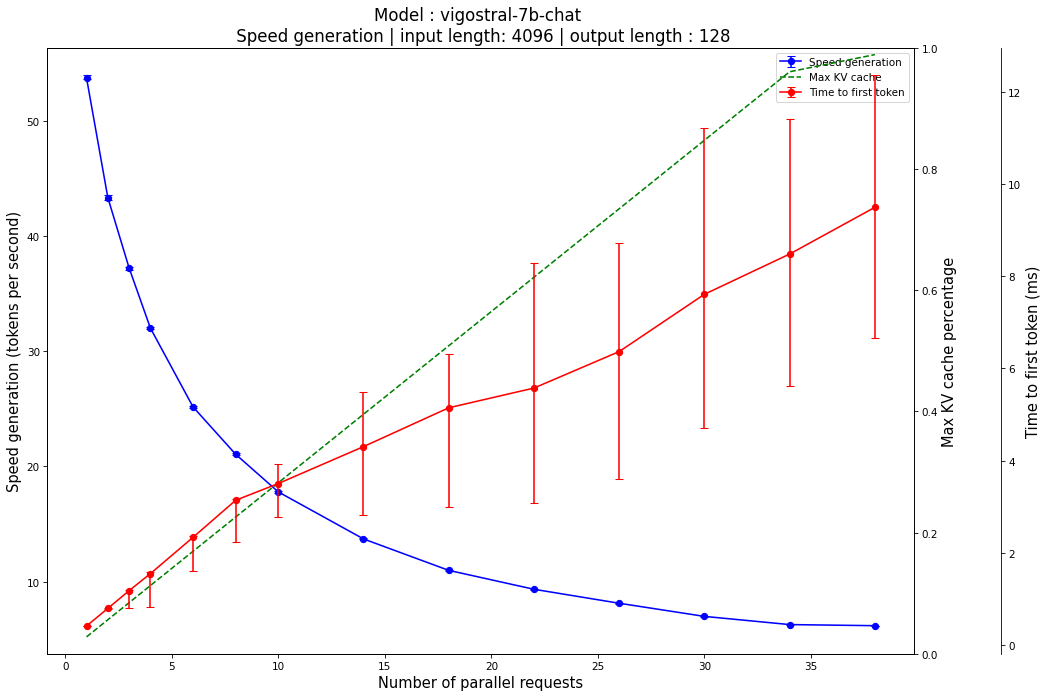 Model : vigostral-7b-chat
Speed generation | input length: 4096 | output length : 128
Speed generation
Max KV cache
Time to first token
Speed generation (tokens per second)
50
40
30
20
10
0
5
10
15
20
25
30
35
Number of parallel requests
1.0
0.8
0.6
0.4
0.2
0.0
Max KV cache percentage
12
10
8
6
4
2
0
Time to first token (ms)